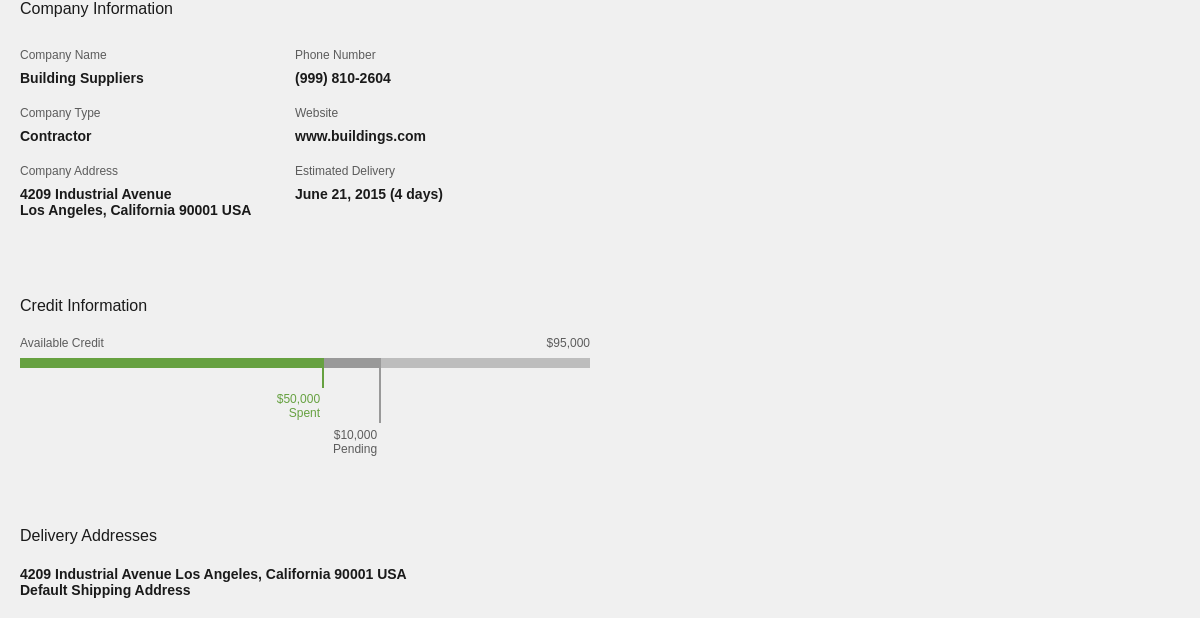 Company Information
Company Name
Building Suppliers
Phone Number
(999) 810-2604
Company Type
Contractor
Website
www.buildings.com
Company Address
4209 Industrial Avenue
Los Angeles, California 90001 USA
Estimated Delivery
June 21, 2015 (4 days)
Credit Information
Available Credit
$95,000
$50,000
Spent
$10,000
Pending
Delivery Addresses
4209 Industrial Avenue Los Angeles, California 90001 USA
Default Shipping Address